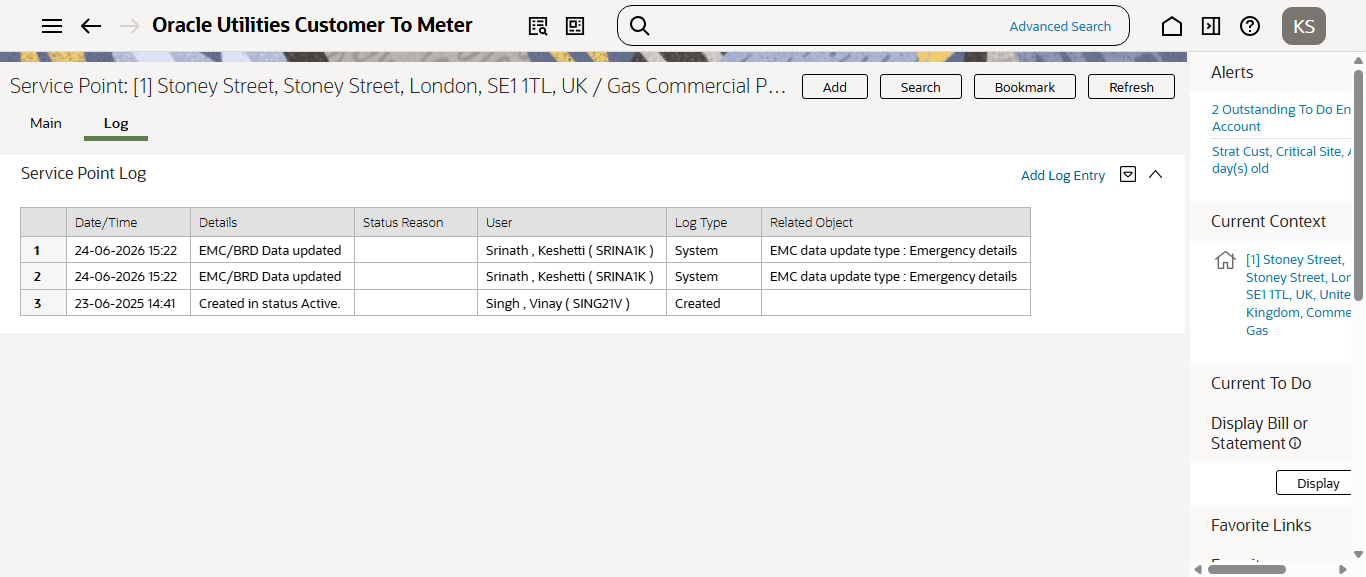 Oracle Utilities Customer To Meter
Advanced Search
KS
Service Point: [1] Stoney Street, Stoney Street, London, SE1 1TL, UK / Gas Commercial P...
Add
Search
Bookmark
Refresh
Main
Log
Service Point Log
Add Log Entry
Date/Time Details Status Reason User Log Type Related Object
1 24-06-2026 15:22 EMC/BRD Data updated Srinath , Keshetti ( SRINA1K ) System EMC data update type : Emergency details
2 24-06-2026 15:22 EMC/BRD Data updated Srinath , Keshetti ( SRINA1K ) System EMC data update type : Emergency details
3 23-06-2025 14:41 Created in status Active. Singh , Vinay ( SING21V ) Created
Alerts
2 Outstanding To Do En
Account
Strat Cust, Critical Site,
day(s) old
Current Context
[1] Stoney Street,
Stoney Street, Lon
SE1 1TL, UK, Unite
Kingdom, Comme
Gas
Current To Do
Display Bill or
Statement
Display
Favorite Links